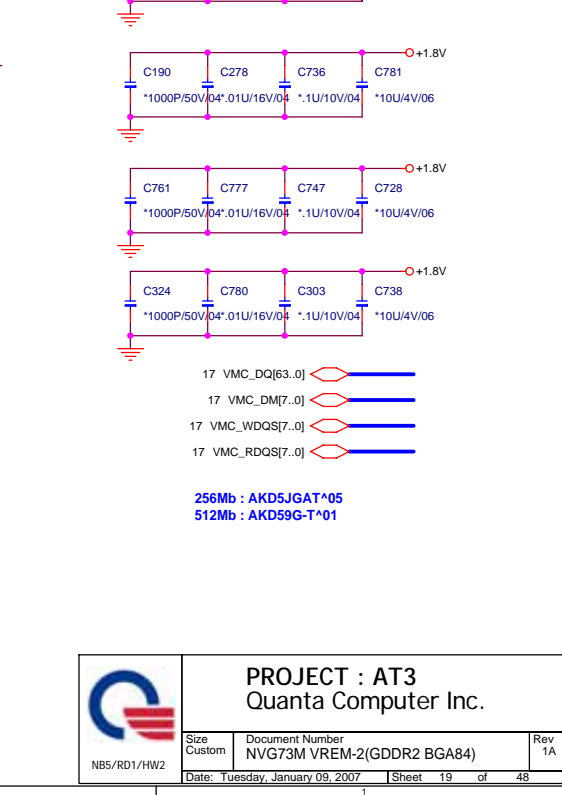 +1.8V
C190 C278 C736 C781
*1000P/50V/04 *.01U/16V/04 *.1U/10V/04 *10U/4V/06
+1.8V
C761 C777 C747 C728
*1000P/50V/04 *.01U/16V/04 *.1U/10V/04 *10U/4V/06
+1.8V
C324 C780 C303 C738
*1000P/50V/04 *.01U/16V/04 *.1U/10V/04 *10U/4V/06
17 VMC_DQ[63..0]
17 VMC_DM[7..0]
17 VMC_WDQS[7..0]
17 VMC_RDQS[7..0]
256Mb : AKD5JGAT^05
512Mb : AKD59G-T^01
PROJECT : AT3
Quanta Computer Inc.
NB5/RD1/HW2
Size Document Number Rev
Custom NVG73M VREM-2(GDDR2 BGA84) 1A
Date: Tuesday, January 09, 2007 Sheet 19 of 48
1